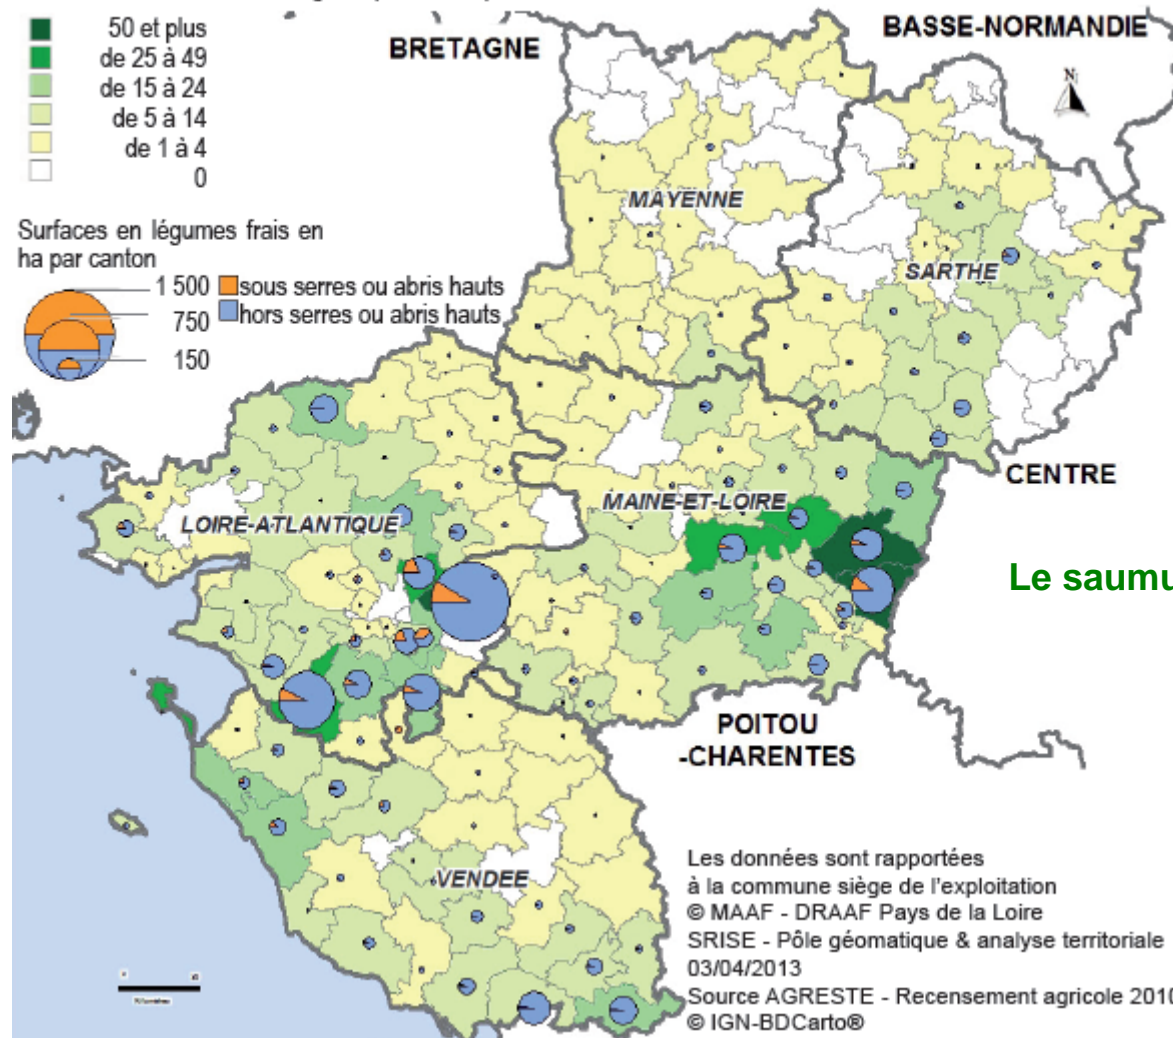 50 et plus
de 25 à 49
de 15 à 24
de 5 à 14
de 1 à 4
0
Surfaces en légumes frais en
ha par canton
1 500
750
150
sous serres ou abris hauts
hors serres ou abris hauts
BRETAGNE
BASSE-NORMANDIE
N
MAYENNE
SARTHE
CENTRE
LOIRE-ATLANTIQUE
MAINE-ET-LOIRE
Le saumu
POITOU
-CHARENTES
VENDEE
Les données sont rapportées
à la commune siège de l'exploitation
© MAAF - DRAAF Pays de la Loire
SRISE - Pôle géomatique & analyse territoriale
03/04/2013
Source AGRESTE - Recensement agricole 2010
© IGN-BDCarto®